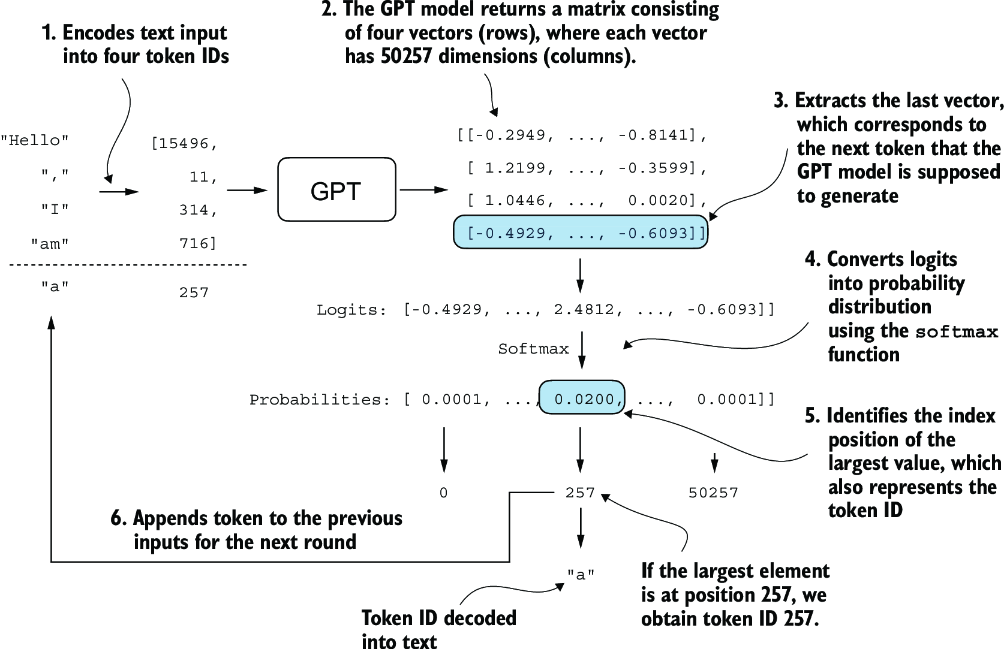 2. The GPT model returns a matrix consisting
of four vectors (rows), where each vector
has 50257 dimensions (columns).
1. Encodes text input
into four token IDs
3. Extracts the last vector,
which corresponds to
the next token that the
GPT model is supposed
to generate
"Hello" [15496,
"," 11,
"I" 314,
"am" 716]
"a" 257
GPT
[[-0.2949, ..., -0.8141],
[ 1.2199, ..., -0.3599],
[ 1.0446, ..., 0.0020],
[-0.4929, ..., -0.6093]]
4. Converts logits
into probability
distribution
using the softmax
function
Logits: [-0.4929, ..., 2.4812, ..., -0.6093]]
Softmax
Probabilities: [ 0.0001, ..., 0.0200, ..., 0.0001]]
5. Identifies the index
position of the
largest value, which
also represents the
token ID
0 257 50257
6. Appends token to the previous
inputs for the next round
"a"
If the largest element
is at position 257, we
obtain token ID 257.
Token ID decoded
into text